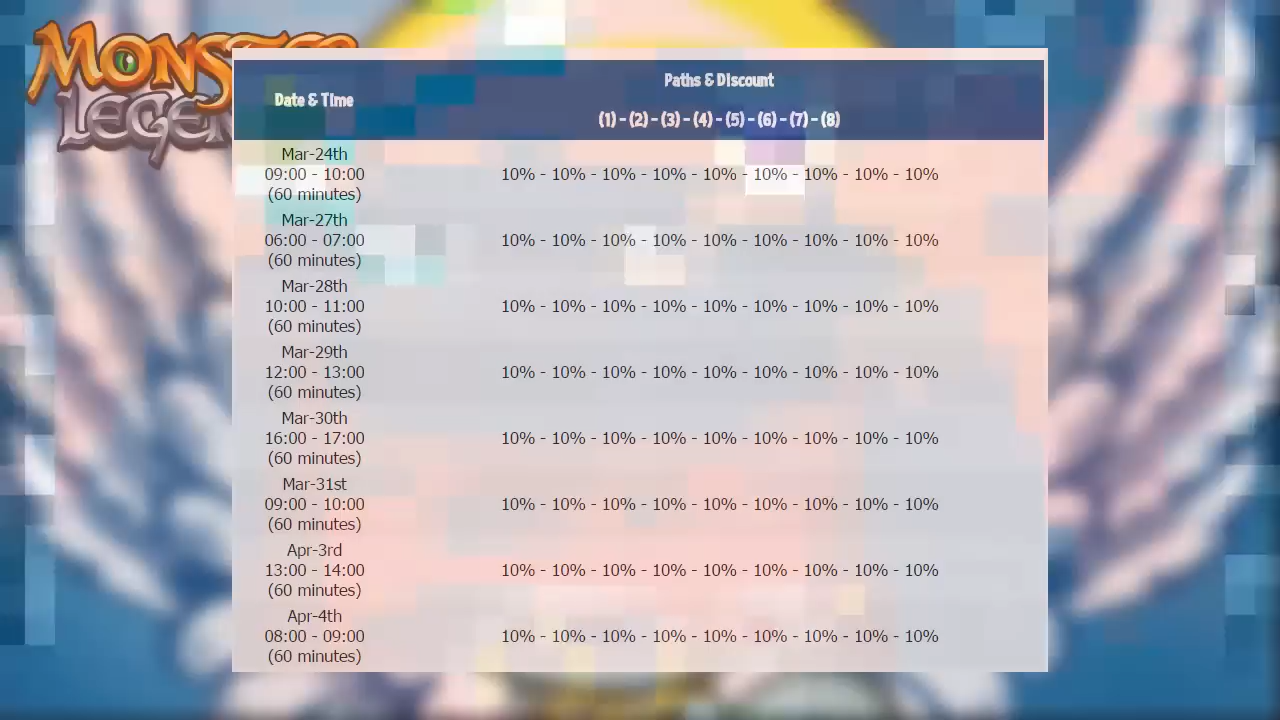 MONSTER
LEGEN
Date & Time
Paths & Discount
(1) - (2) - (3) - (4) - (5) - (6) - (7) - (8)
Mar-24th
09:00 - 10:00
(60 minutes)
10% - 10% - 10% - 10% - 10% - 10% - 10% - 10% - 10%
Mar-27th
06:00 - 07:00
(60 minutes)
10% - 10% - 10% - 10% - 10% - 10% - 10% - 10% - 10%
Mar-28th
10:00 - 11:00
(60 minutes)
10% - 10% - 10% - 10% - 10% - 10% - 10% - 10% - 10%
Mar-29th
12:00 - 13:00
(60 minutes)
10% - 10% - 10% - 10% - 10% - 10% - 10% - 10% - 10%
Mar-30th
16:00 - 17:00
(60 minutes)
10% - 10% - 10% - 10% - 10% - 10% - 10% - 10% - 10%
Mar-31st
09:00 - 10:00
(60 minutes)
10% - 10% - 10% - 10% - 10% - 10% - 10% - 10% - 10%
Apr-3rd
13:00 - 14:00
(60 minutes)
10% - 10% - 10% - 10% - 10% - 10% - 10% - 10% - 10%
Apr-4th
08:00 - 09:00
(60 minutes)
10% - 10% - 10% - 10% - 10% - 10% - 10% - 10% - 10%